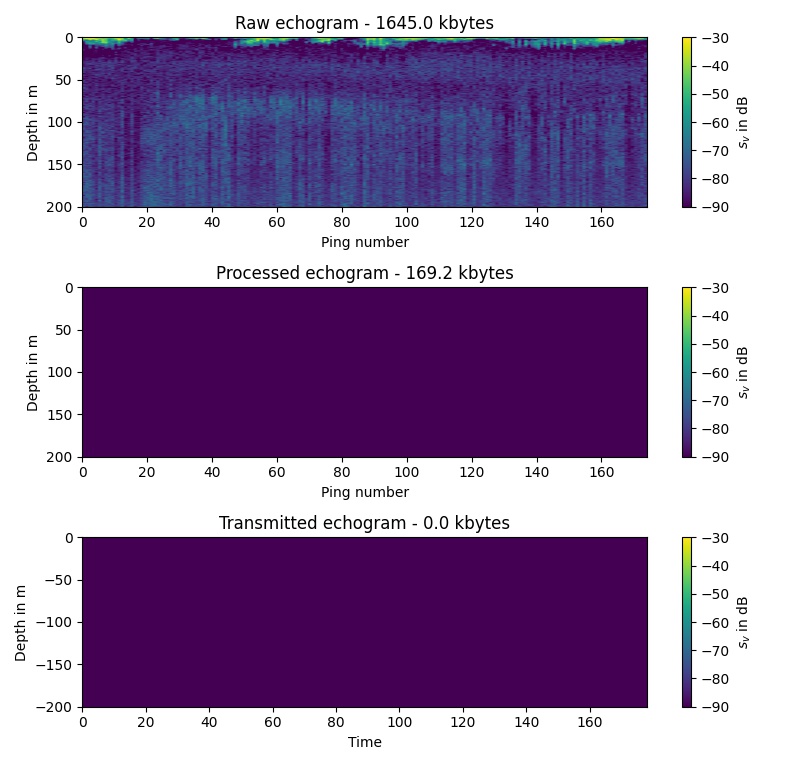 Raw echogram - 1645.0 kbytes
0
50
100
150
200
Depth in m
0 20 40 60 80 100 120 140 160
Ping number
−30
−40
−50
−60
−70
−80
−90
sv in dB
Processed echogram - 169.2 kbytes
0
50
100
150
200
Depth in m
0 20 40 60 80 100 120 140 160
Ping number
−30
−40
−50
−60
−70
−80
−90
sv in dB
Transmitted echogram - 0.0 kbytes
0
−50
−100
−150
−200
Depth in m
0 20 40 60 80 100 120 140 160
Time
−30
−40
−50
−60
−70
−80
−90
sv in dB